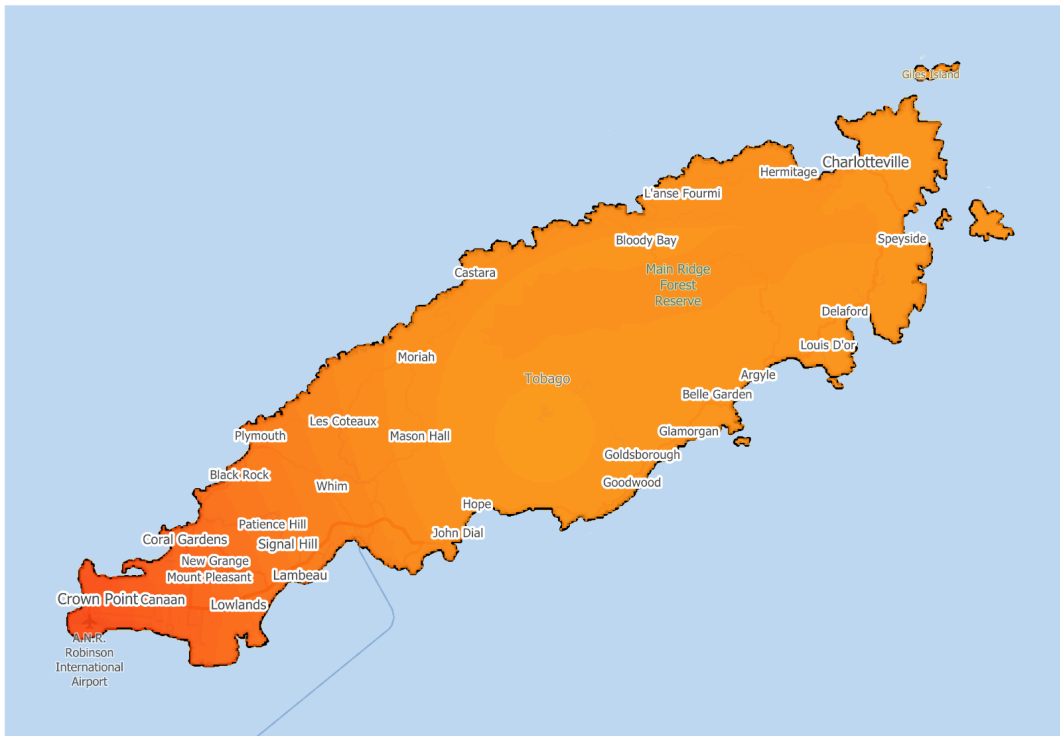 Giles Island
Charlotteville
Hermitage
L'anse Fourmi
Bloody Bay
Speyside
Castara
Main Ridge
Forest
Reserve
Delaford
Louis D'or
Moriah
Argyle
Tobago
Belle Garden
Les Coteaux
Plymouth
Mason Hall
Glamorgan
Goldsborough
Black Rock
Whim
Goodwood
Hope
Patience Hill
John Dial
Coral Gardens
Signal Hill
New Grange
Mount Pleasant
Lambeau
Crown Point
Canaan
Lowlands
A.N.R.
Robinson
International
Airport